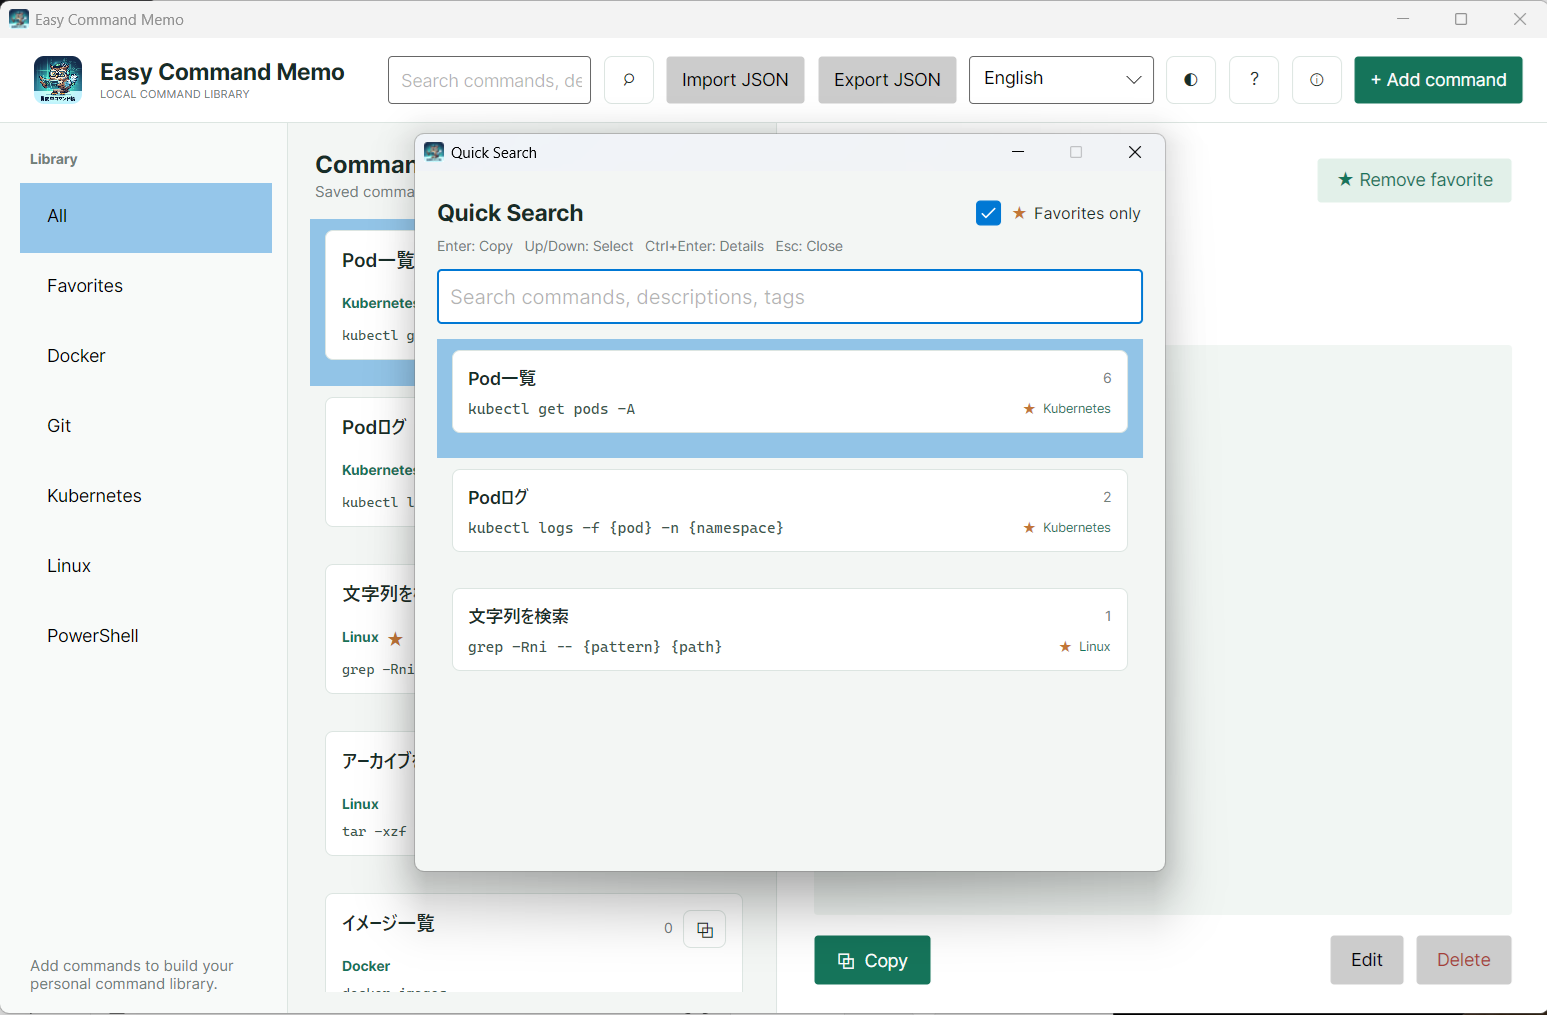 Easy Command Memo
Easy Command Memo
LOCAL COMMAND LIBRARY
Search commands, de
Import JSON
Export JSON
English
?
+ Add command
Library
All
Favorites
Docker
Git
Kubernetes
Linux
PowerShell
Add commands to build your
personal command library.
Saved comma
★ Remove favorite
Pod一覧
Kubernetes
kubectl g
Podログ
Kubernetes
kubectl l
文字列を
Linux ★
grep -Rni
アーカイブ
Linux
tar -xzf
イメージ一覧
0
Docker
Quick Search
Quick Search
★ Favorites only
Enter: Copy Up/Down: Select Ctrl+Enter: Details Esc: Close
Search commands, descriptions, tags
Pod一覧
6
kubectl get pods -A
★ Kubernetes
Podログ
2
kubectl logs -f {pod} -n {namespace}
★ Kubernetes
文字列を検索
1
grep -Rni -- {pattern} {path}
★ Linux
Copy
Edit
Delete